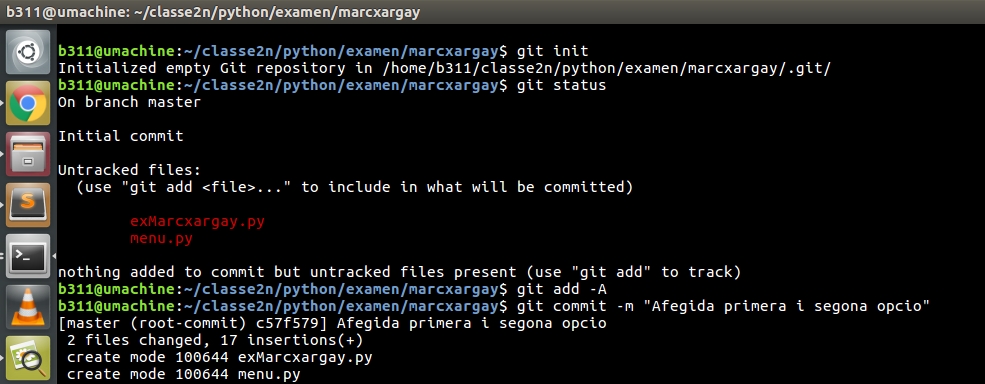 b311@umachine: ~/classe2n/python/examen/marcxargay
b311@umachine:~/classe2n/python/examen/marcxargay$ git init
Initialized empty Git repository in /home/b311/classe2n/python/examen/marcxargay/.git/
b311@umachine:~/classe2n/python/examen/marcxargay$ git status
On branch master
Initial commit
Untracked files:
(use "git add <file>..." to include in what will be committed)
exMarcxargay.py
menu.py
nothing added to commit but untracked files present (use "git add" to track)
b311@umachine:~/classe2n/python/examen/marcxargay$ git add -A
b311@umachine:~/classe2n/python/examen/marcxargay$ git commit -m "Afegida primera i segona opcio"
[master (root-commit) c57f579] Afegida primera i segona opcio
2 files changed, 17 insertions(+)
create mode 100644 exMarcxargay.py
create mode 100644 menu.py